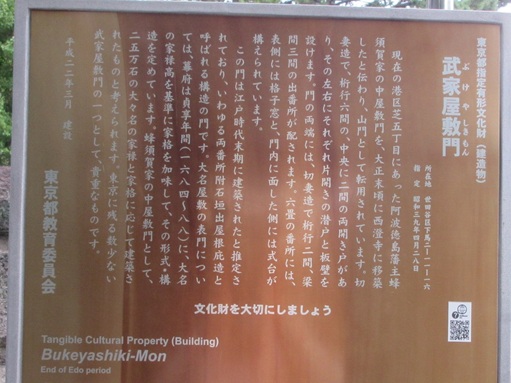 東京都指定有形文化財（建造物）
ぶけやしきもん
武家屋敷門
所在地 世田谷区下馬二ー一一ー六
指定 昭和三九年四月二八日
現在の港区芝五丁目にあった阿波徳島藩主蜂
須賀家の中屋敷門を、大正末頃に西澄寺に移築
したと伝わり、山門として転用されています。切
妻造で、桁行六間の、中央に二間の両開き戸があ
り、その左右にそれぞれ片開きの潜戸と板壁を
設けます。門の両端には、切妻造で桁行二間、梁
間三間の出番所が配されます。六畳の番所には、
表側には格子窓と、門内に面した側には式台が
構えられています。
この門は江戸時代末期に建築されたと推定さ
れており、いわゆる両番所附石垣出屋根庇造と
呼ばれる構造の門です。大名屋敷の表門につい
ては、幕府は貞享年間（一六八四〜八八）に、大名
の家禄高を基準に家格を加味して、その形式・構
造を定めています。蜂須賀家の中屋敷門として、
二五万石の大大名の家禄と家格に応じて建築さ
れたものと考えられます。東京に残る数少ない
武家屋敷門の一つとして、貴重なものです。
平成二二年三月 建設
東京都教育委員会
文化財を大切にしましょう
Tangible Cultural Property (Building)
Bukeyashiki-Mon
End of Edo period